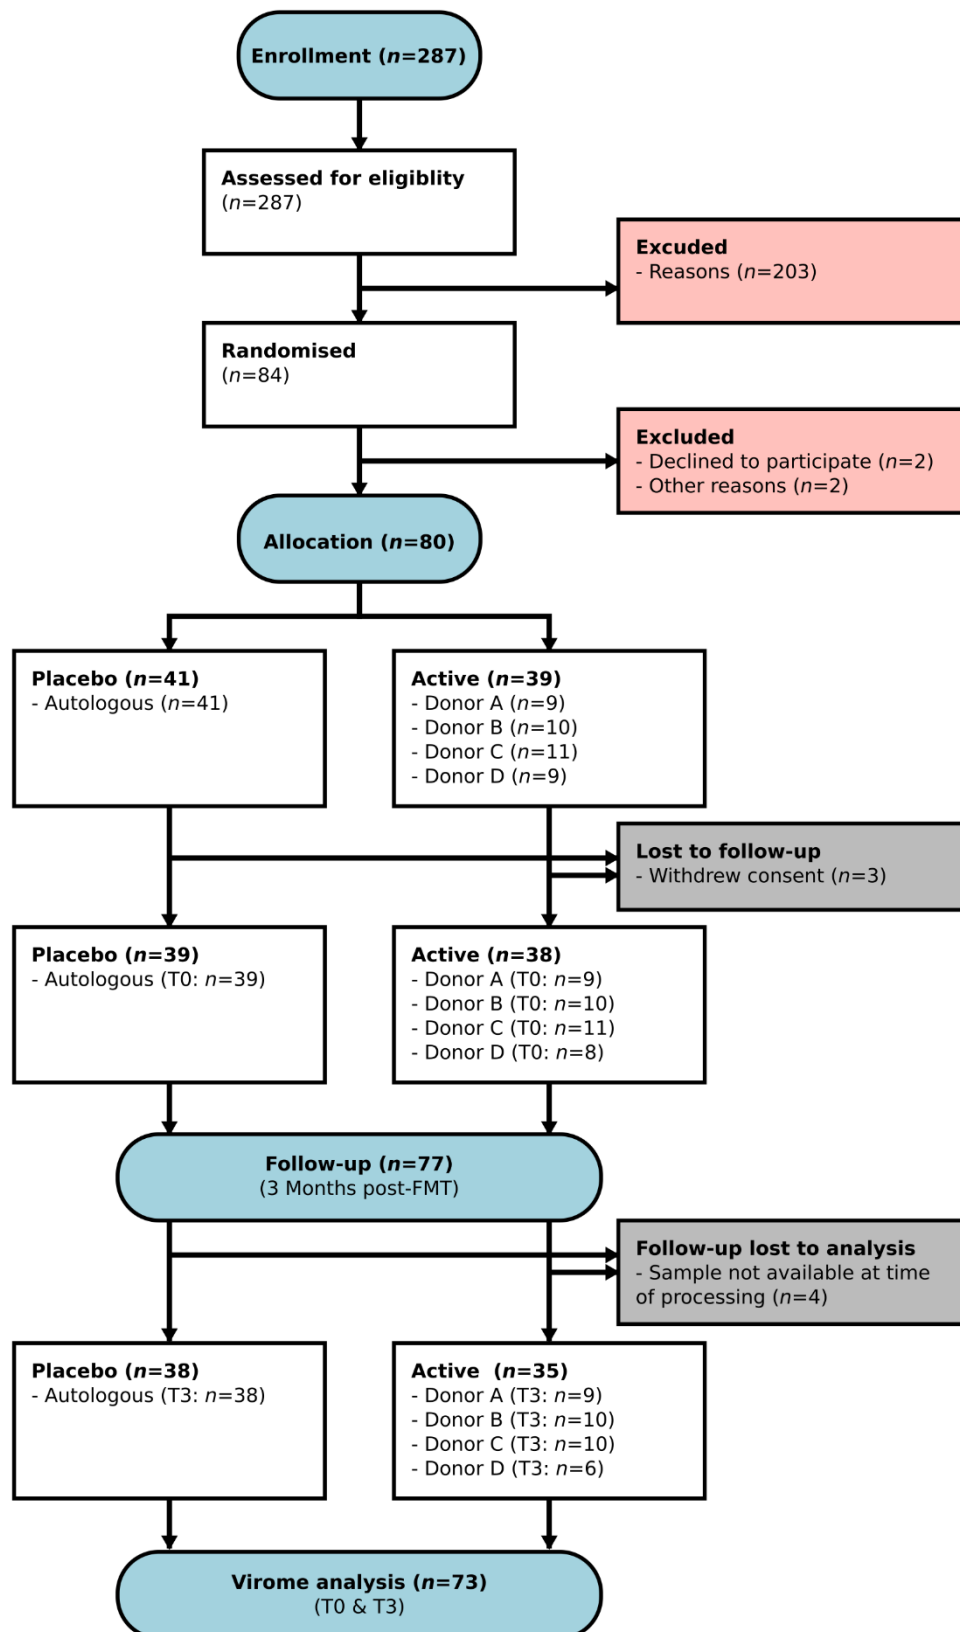 Enrollment (n=287)
Assessed for eligiblity
(n=287)
Excuded
- Reasons (n=203)
Randomised
(n=84)
Excluded
- Declined to participate (n=2)
- Other reasons (n=2)
Allocation (n=80)
Placebo (n=41)
- Autologous (n=41)
Active (n=39)
- Donor A (n=9)
- Donor B (n=10)
- Donor C (n=11)
- Donor D (n=9)
Lost to follow-up
- Withdrew consent (n=3)
Placebo (n=39)
- Autologous (T0: n=39)
Active (n=38)
- Donor A (T0: n=9)
- Donor B (T0: n=10)
- Donor C (T0: n=11)
- Donor D (T0: n=8)
Follow-up (n=77)
(3 Months post-FMT)
Follow-up lost to analysis
- Sample not available at time
of processing (n=4)
Placebo (n=38)
- Autologous (T3: n=38)
Active  (n=35)
- Donor A (T3: n=9)
- Donor B (T3: n=10)
- Donor C (T3: n=10)
- Donor D (T3: n=6)
Virome analysis (n=73)
(T0 & T3)